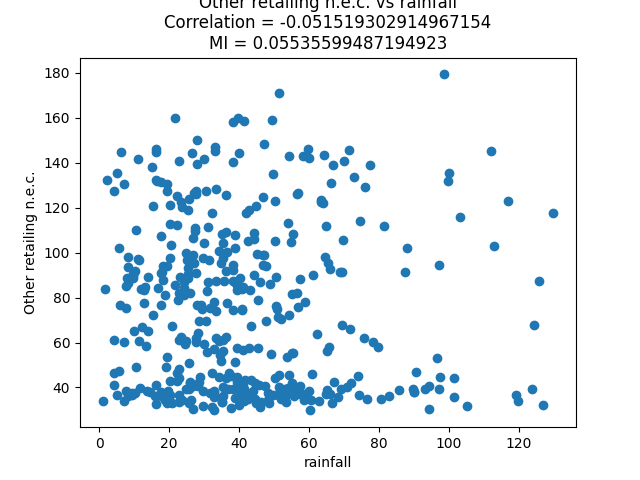 Other retailing n.e.c. vs rainfall
Correlation = -0.051519302914967154
MI = 0.05535599487194923
180
160
140
120
100
80
60
40
Other retailing n.e.c.
0 20 40 60 80 100 120
rainfall